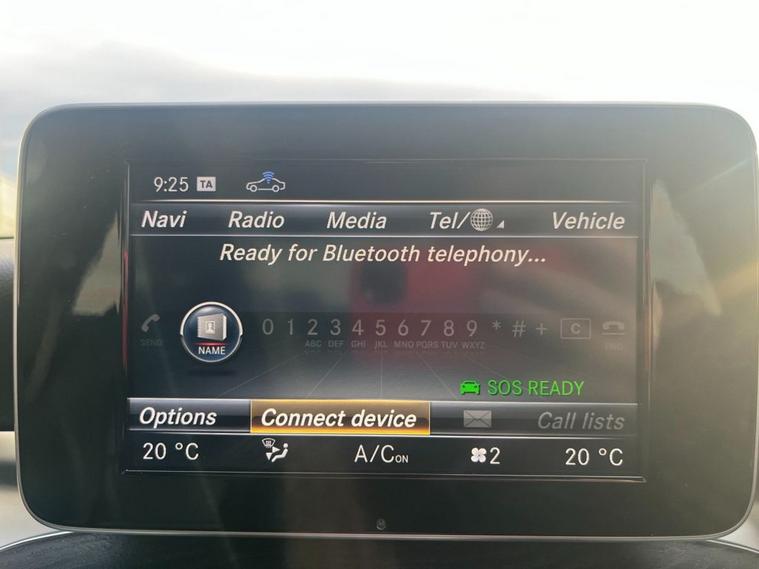 9:25 TA
Navi Radio Media Tel/ Vehicle
Ready for Bluetooth telephony...
SEND NAME 0 1 2 3 4 5 6 7 8 9 * # + C END
ABC DEF GHI JKL MNO PQRS TUV WXYZ
SOS READY
Options Connect device Call lists
20 °C A/C ON 2 20 °C